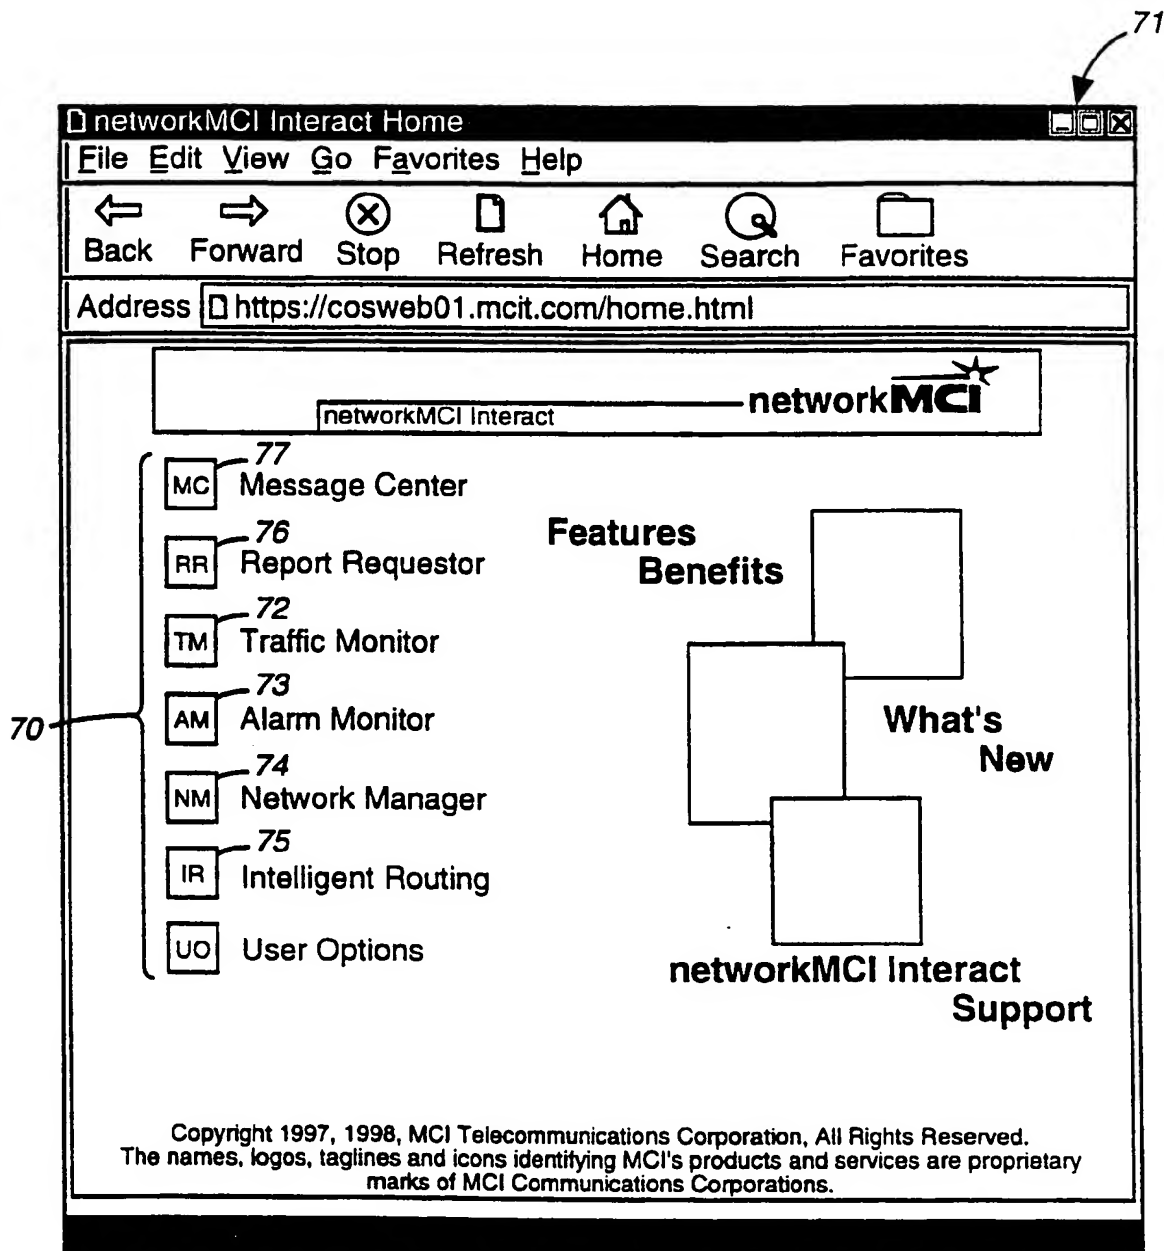 71
networkMCI Interact Home
File Edit View Go Favorites Help
Back Forward Stop Refresh Home Search Favorites
Address https://cosweb01.mcit.com/home.html
networkMCI
networkMCI Interact
77
MC Message Center
76
RR Report Requestor
72
TM Traffic Monitor
73
AM Alarm Monitor
70
74
NM Network Manager
75
IR Intelligent Routing
UO User Options
Features
Benefits
What's
New
networkMCI Interact
Support
Copyright 1997, 1998, MCI Telecommunications Corporation, All Rights Reserved.
The names, logos, taglines and icons identifying MCI's products and services are proprietary
marks of MCI Communications Corporations.